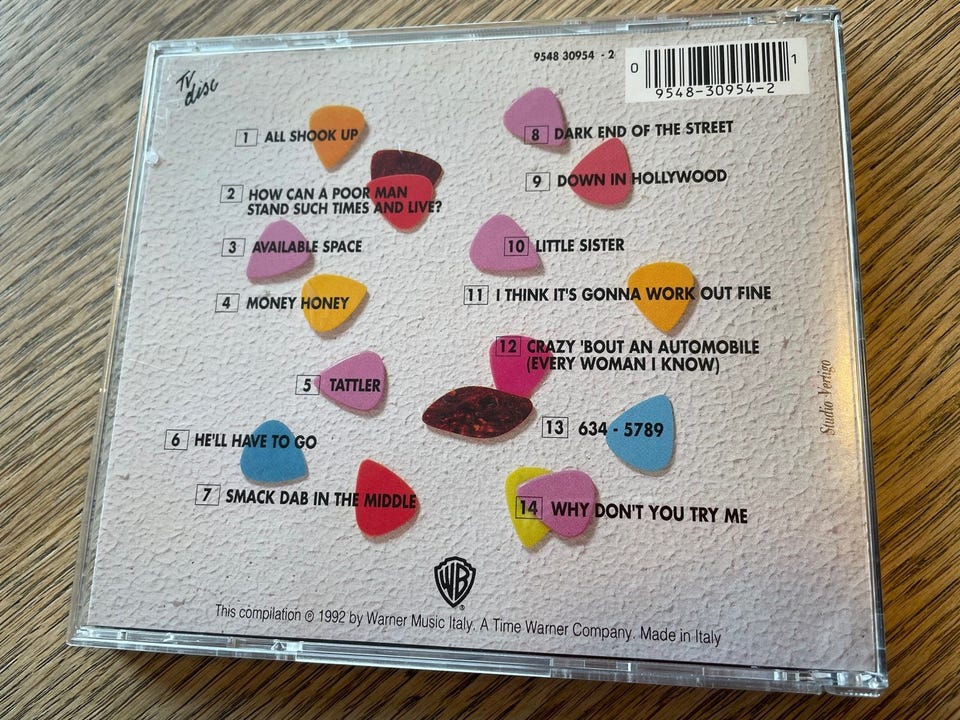 TV
disc
9548 30954 - 2
0 9548-30954-2 1
1 ALL SHOOK UP
2 HOW CAN A POOR MAN
STAND SUCH TIMES AND LIVE?
3 AVAILABLE SPACE
4 MONEY HONEY
5 TATTLER
6 HE'LL HAVE TO GO
7 SMACK DAB IN THE MIDDLE
8 DARK END OF THE STREET
9 DOWN IN HOLLYWOOD
10 LITTLE SISTER
11 I THINK IT'S GONNA WORK OUT FINE
12 CRAZY 'BOUT AN AUTOMOBILE
(EVERY WOMAN I KNOW)
13 634 - 5789
14 WHY DON'T YOU TRY ME
Studio Vertigo
WB
®
This compilation ℗ 1992 by Warner Music Italy. A Time Warner Company. Made in Italy